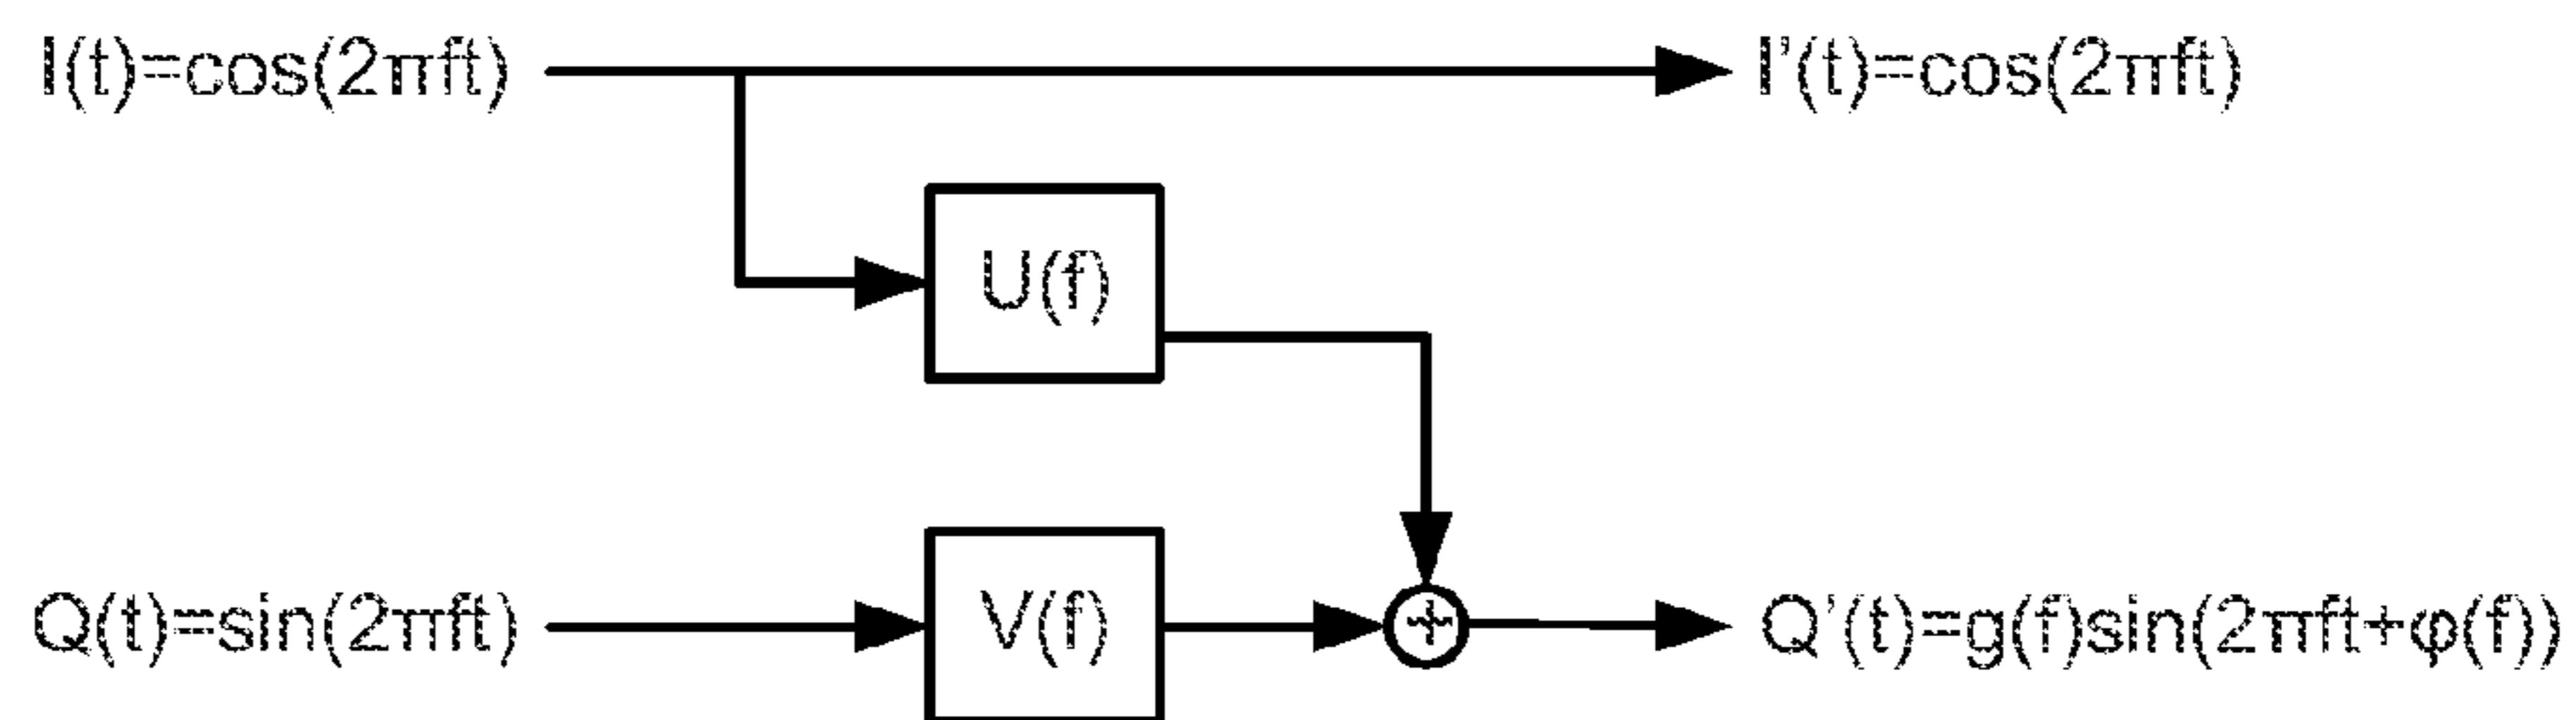 I(t)=cos(2πft)
I'(t)=cos(2πft)
U(f)
Q(t)=sin(2πft)
V(f)
+
Q'(t)=g(f)sin(2πft+φ(f))